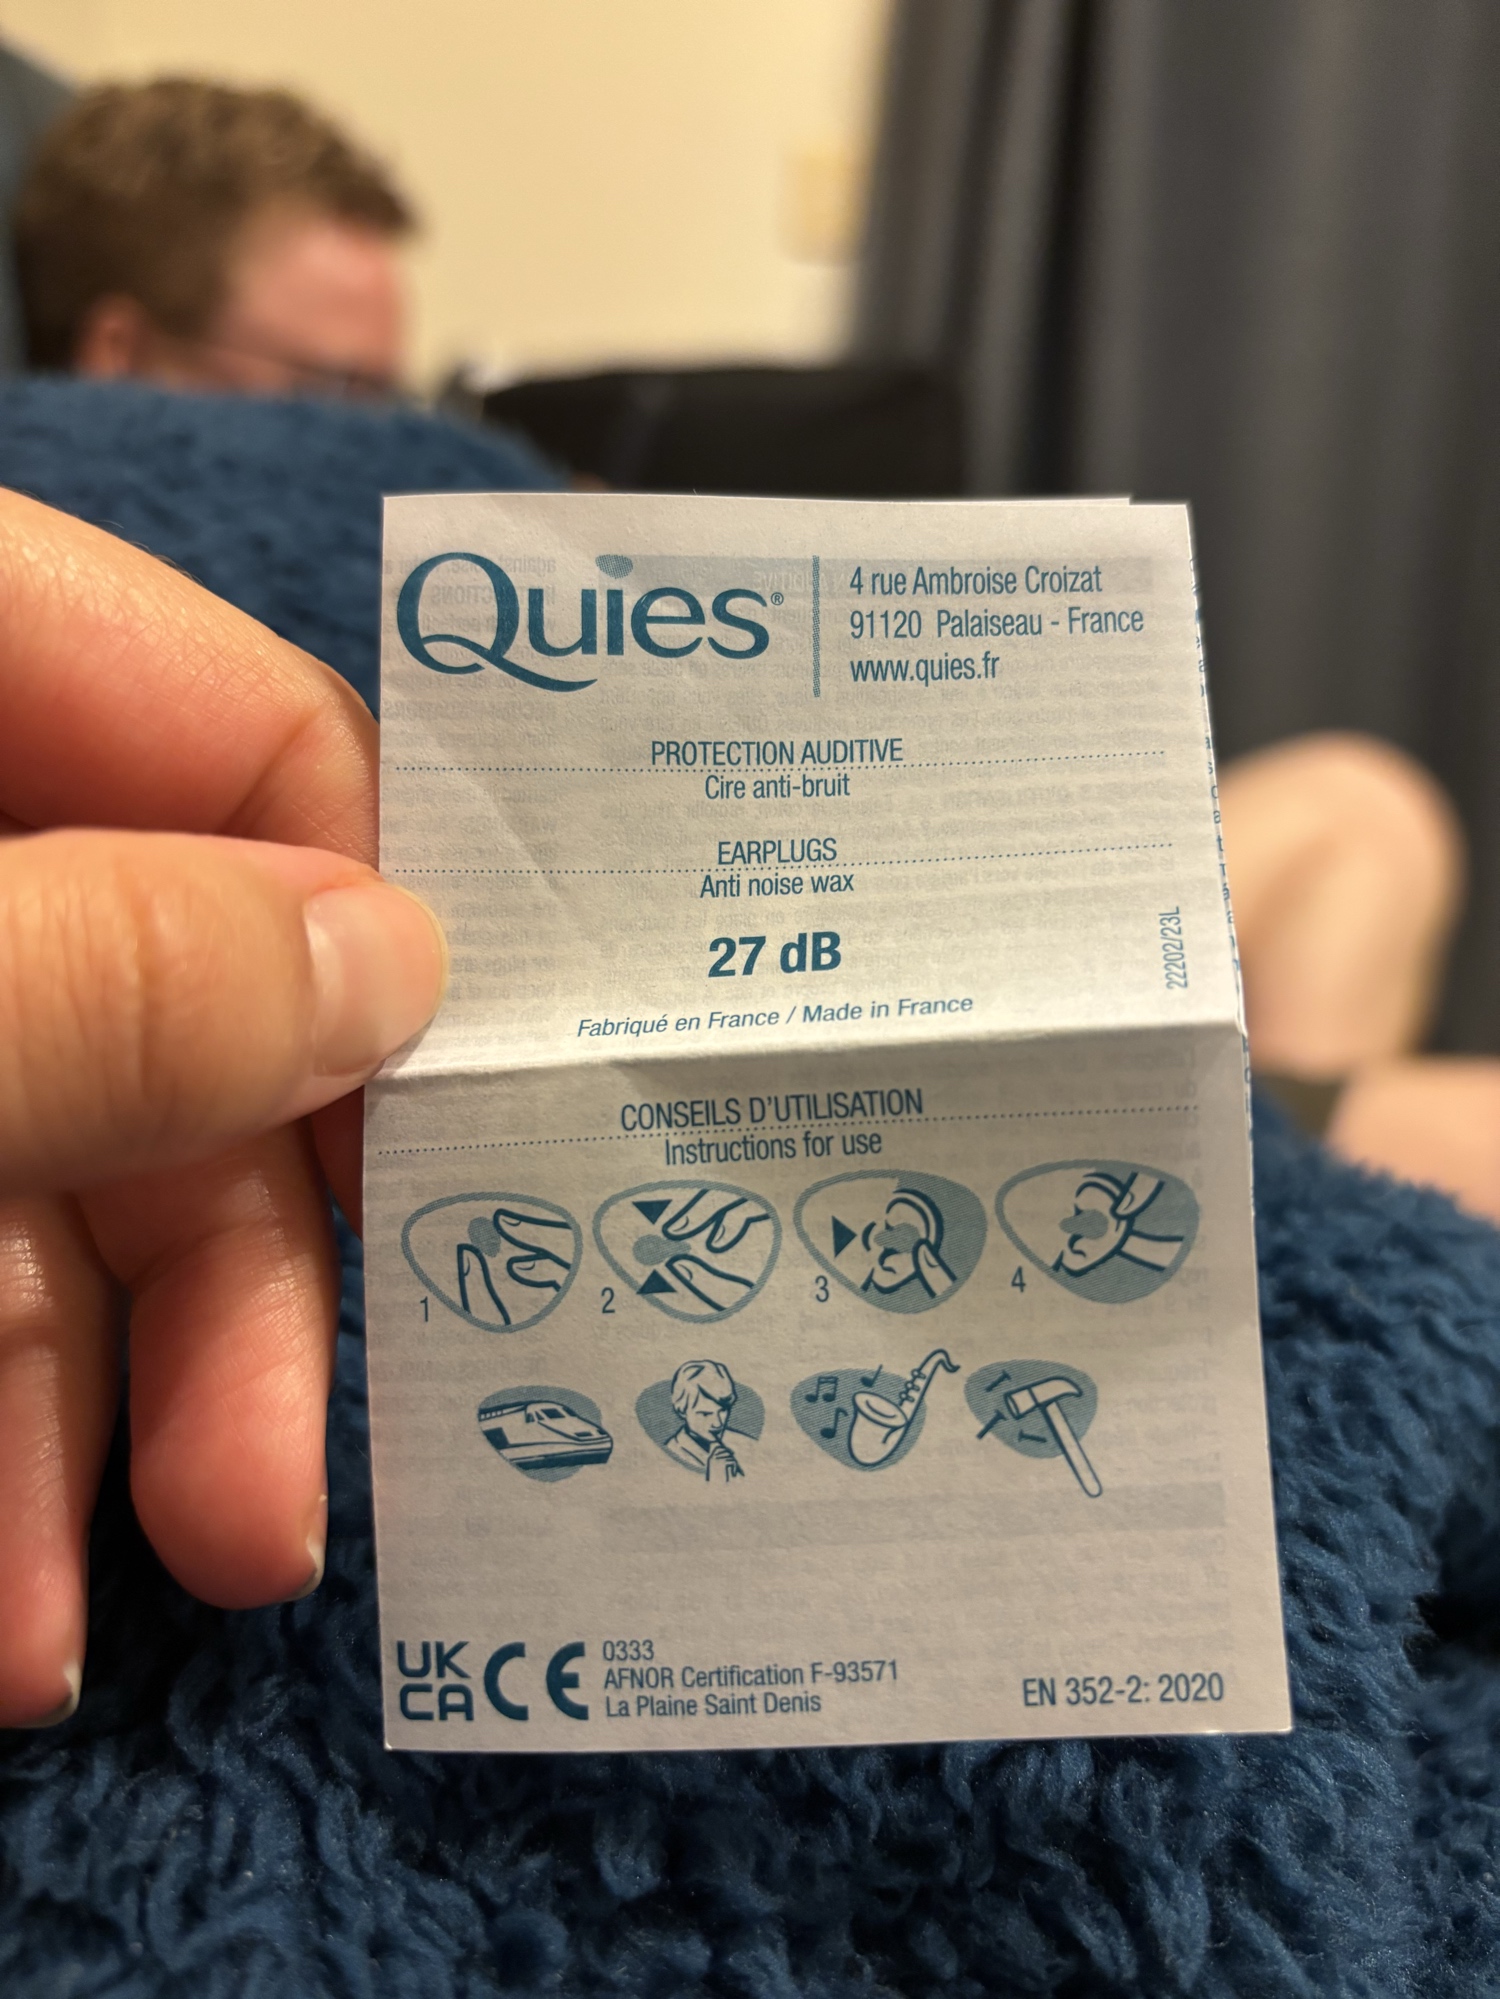 Quies®
4 rue Ambroise Croizat
91120 Palaiseau - France
www.quies.fr
PROTECTION AUDITIVE
Cire anti-bruit
EARPLUGS
Anti noise wax
27 dB
22202/23L
Fabriqué en France / Made in France
CONSEILS D'UTILISATION
Instructions for use
1
2
3
4
UK
CA
CE
0333
AFNOR Certification F-93571
La Plaine Saint Denis
EN 352-2: 2020